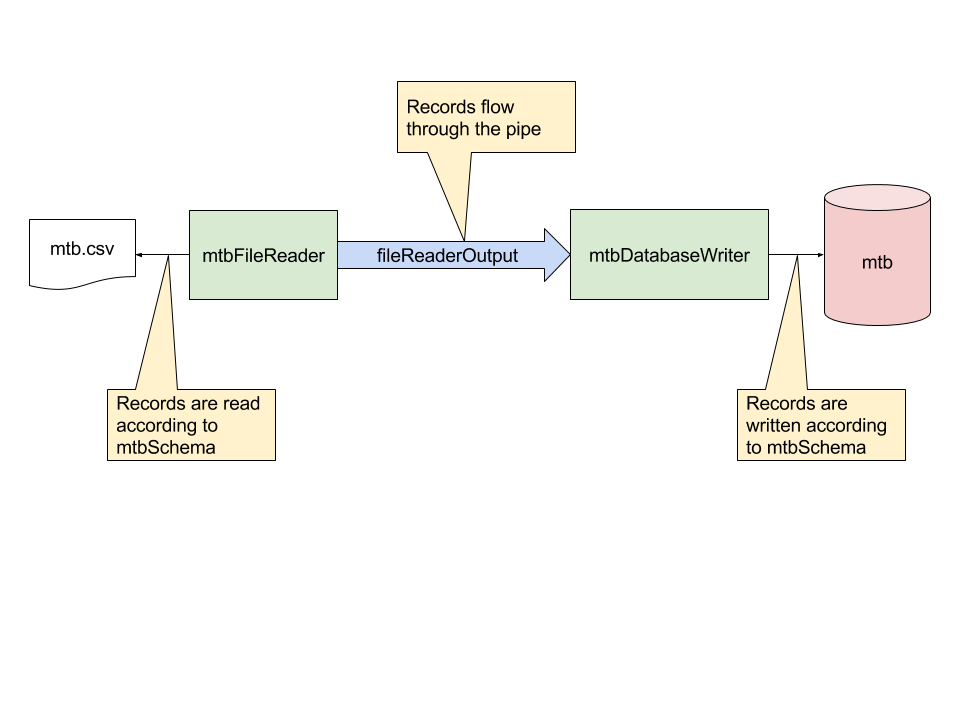 Records flow
through the pipe
mtb.csv
mtbFileReader
fileReaderOutput
mtbDatabaseWriter
mtb
Records are read
according to
mtbSchema
Records are
written according
to mtbSchema